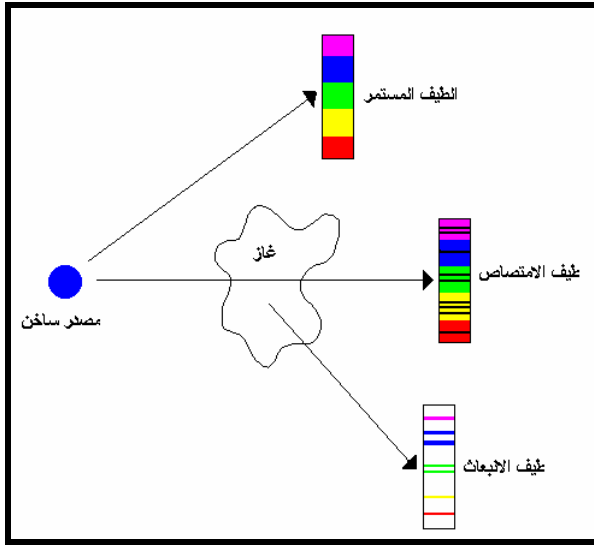 الطيف المستمر
غاز
طيف الامتصاص
مصدر ساخن
طيف الانبعاث